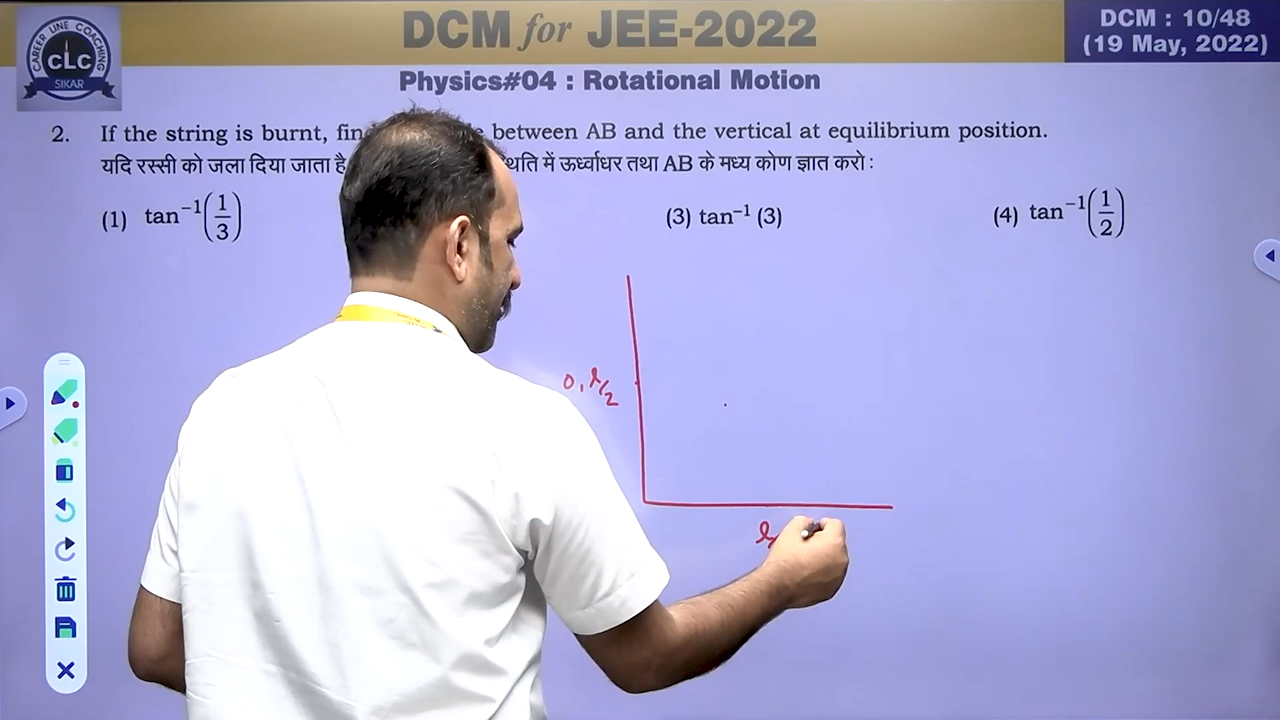 DCM for JEE-2022
DCM : 10/48
(19 May, 2022)
CAREER LINE COACHING
CLC
SIKAR
Physics#04 : Rotational Motion
2. If the string is burnt, between AB and the vertical at equilibrium position.
यदि रस्सी को जला दिया जाता है में ऊर्ध्वाधर तथा AB के मध्य कोण ज्ञात करो :
(1) tan⁻¹(1/3) (3) tan⁻¹ (3) (4) tan⁻¹(1/2)
0, l/2
l